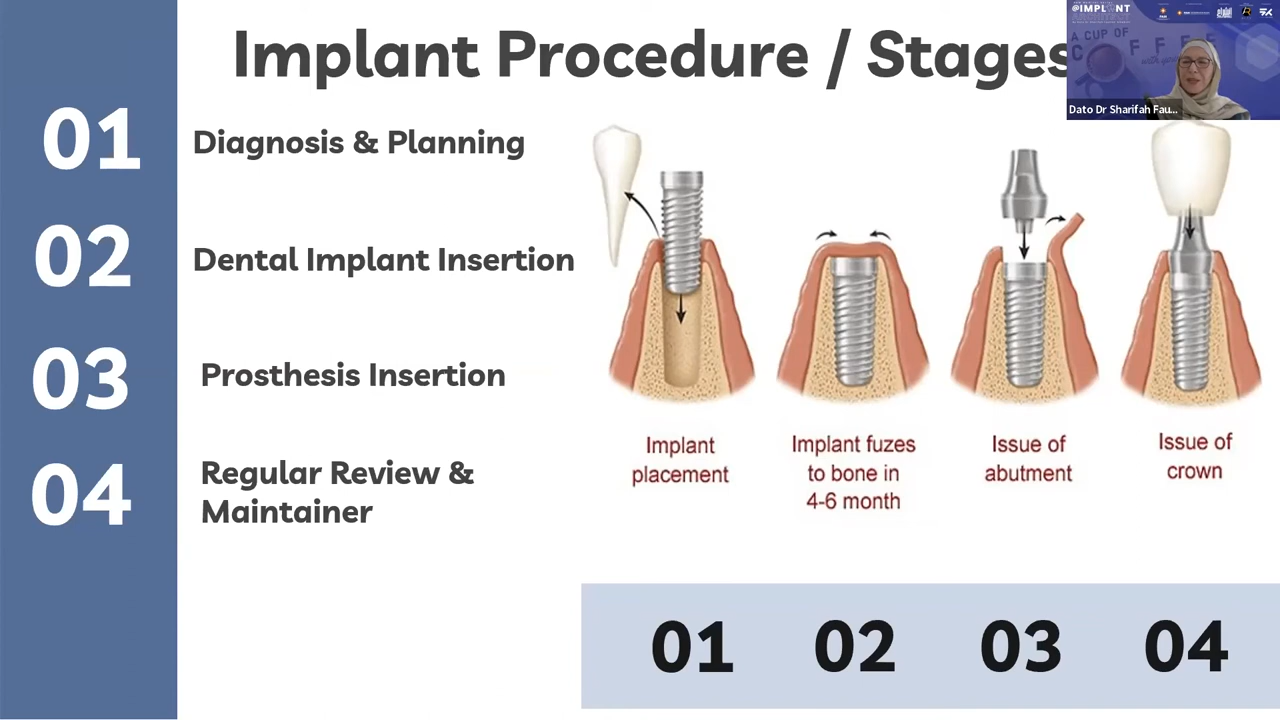 Implant Procedure / Stages
@IMPLANT
ARCHITECT
A CUP OF
C FFEE
Dato Dr Sharifah Fau...
01
Diagnosis & Planning
02
Dental Implant Insertion
03
Prosthesis Insertion
04
Regular Review &
Maintainer
Implant
placement
Implant fuzes
to bone in
4-6 month
Issue of
abutment
Issue of
crown
01
02
03
04